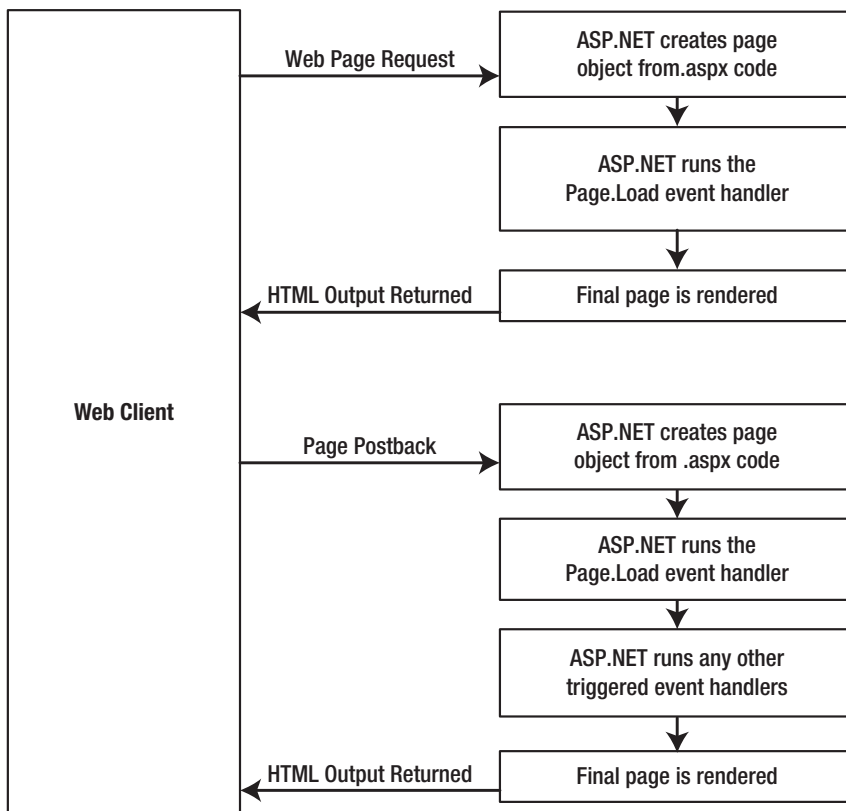 Web Client
Web Page Request
ASP.NET creates page
object from.aspx code
ASP.NET runs the
Page.Load event handler
Final page is rendered
HTML Output Returned
Page Postback
ASP.NET creates page
object from .aspx code
ASP.NET runs the
Page.Load event handler
ASP.NET runs any other
triggered event handlers
Final page is rendered
HTML Output Returned